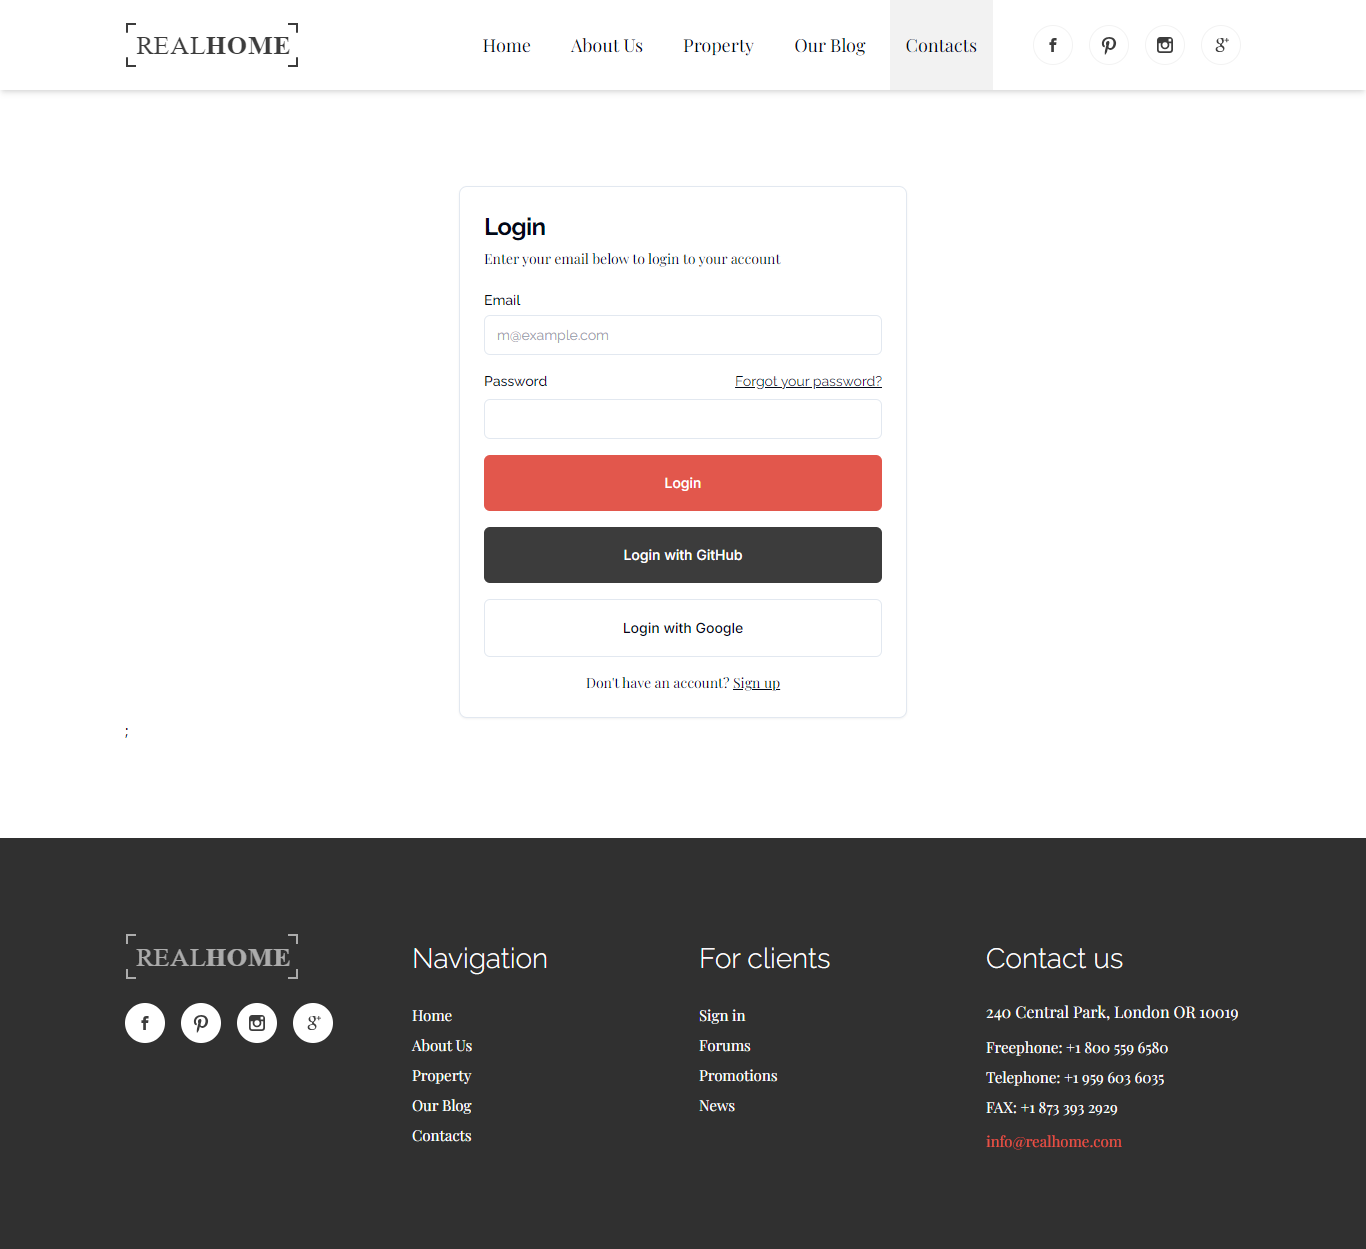 REALHOME
Home About Us Property Our Blog Contacts
Login
Enter your email below to login to your account
Email
m@example.com
Password Forgot your password?
Login
Login with GitHub
Login with Google
Don't have an account? Sign up
;
REALHOME
Navigation
Home
About Us
Property
Our Blog
Contacts
For clients
Sign in
Forums
Promotions
News
Contact us
240 Central Park, London OR 10019
Freephone: +1 800 559 6580
Telephone: +1 959 603 6035
FAX: +1 873 393 2929
info@realhome.com